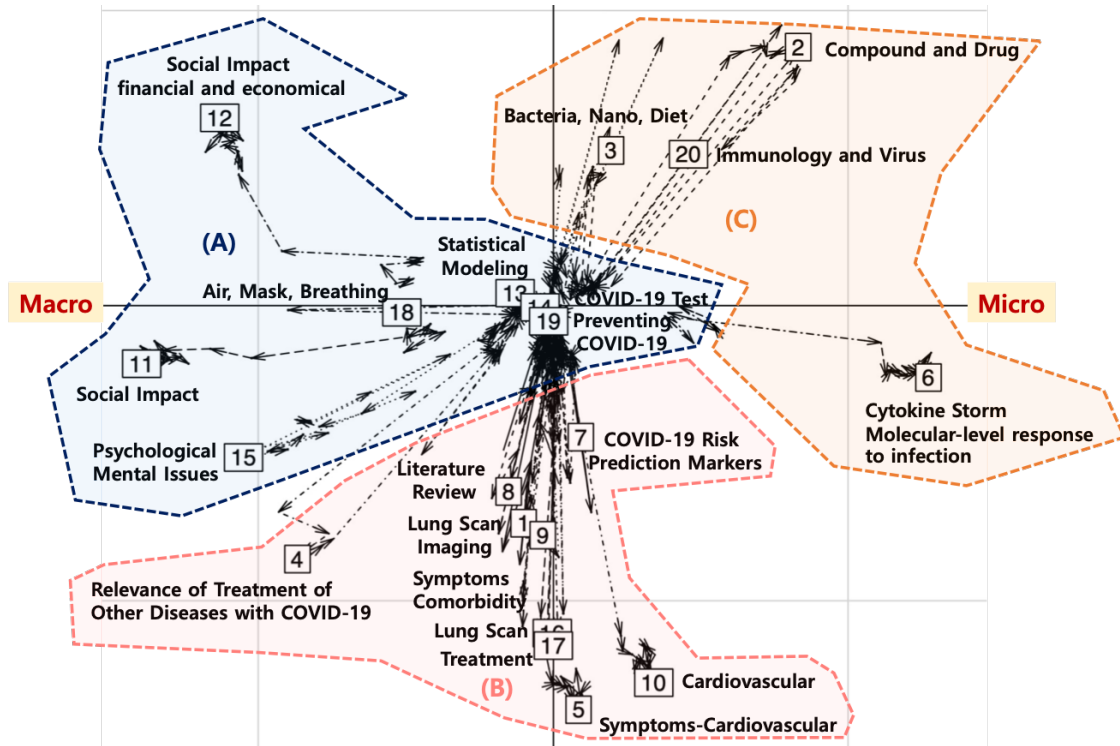 Social Impact
financial and economical
12
2
Compound and Drug
Bacteria, Nano, Diet
3
20
Immunology and Virus
(A)
(C)
Statistical
Modeling
13
Macro
Air, Mask, Breathing
18
14
19
COVID-19 Test
Preventing
COVID-19
Micro
11
Social Impact
6
Cytokine Storm
Molecular-level response
to infection
Psychological
Mental Issues
15
7
COVID-19 Risk
Prediction Markers
Literature
Review
8
Lung Scan
Imaging
1
9
4
Relevance of Treatment of
Other Diseases with COVID-19
Symptoms
Comorbidity
Lung Scan
Treatment
17
(B)
10
Cardiovascular
5
Symptoms-Cardiovascular